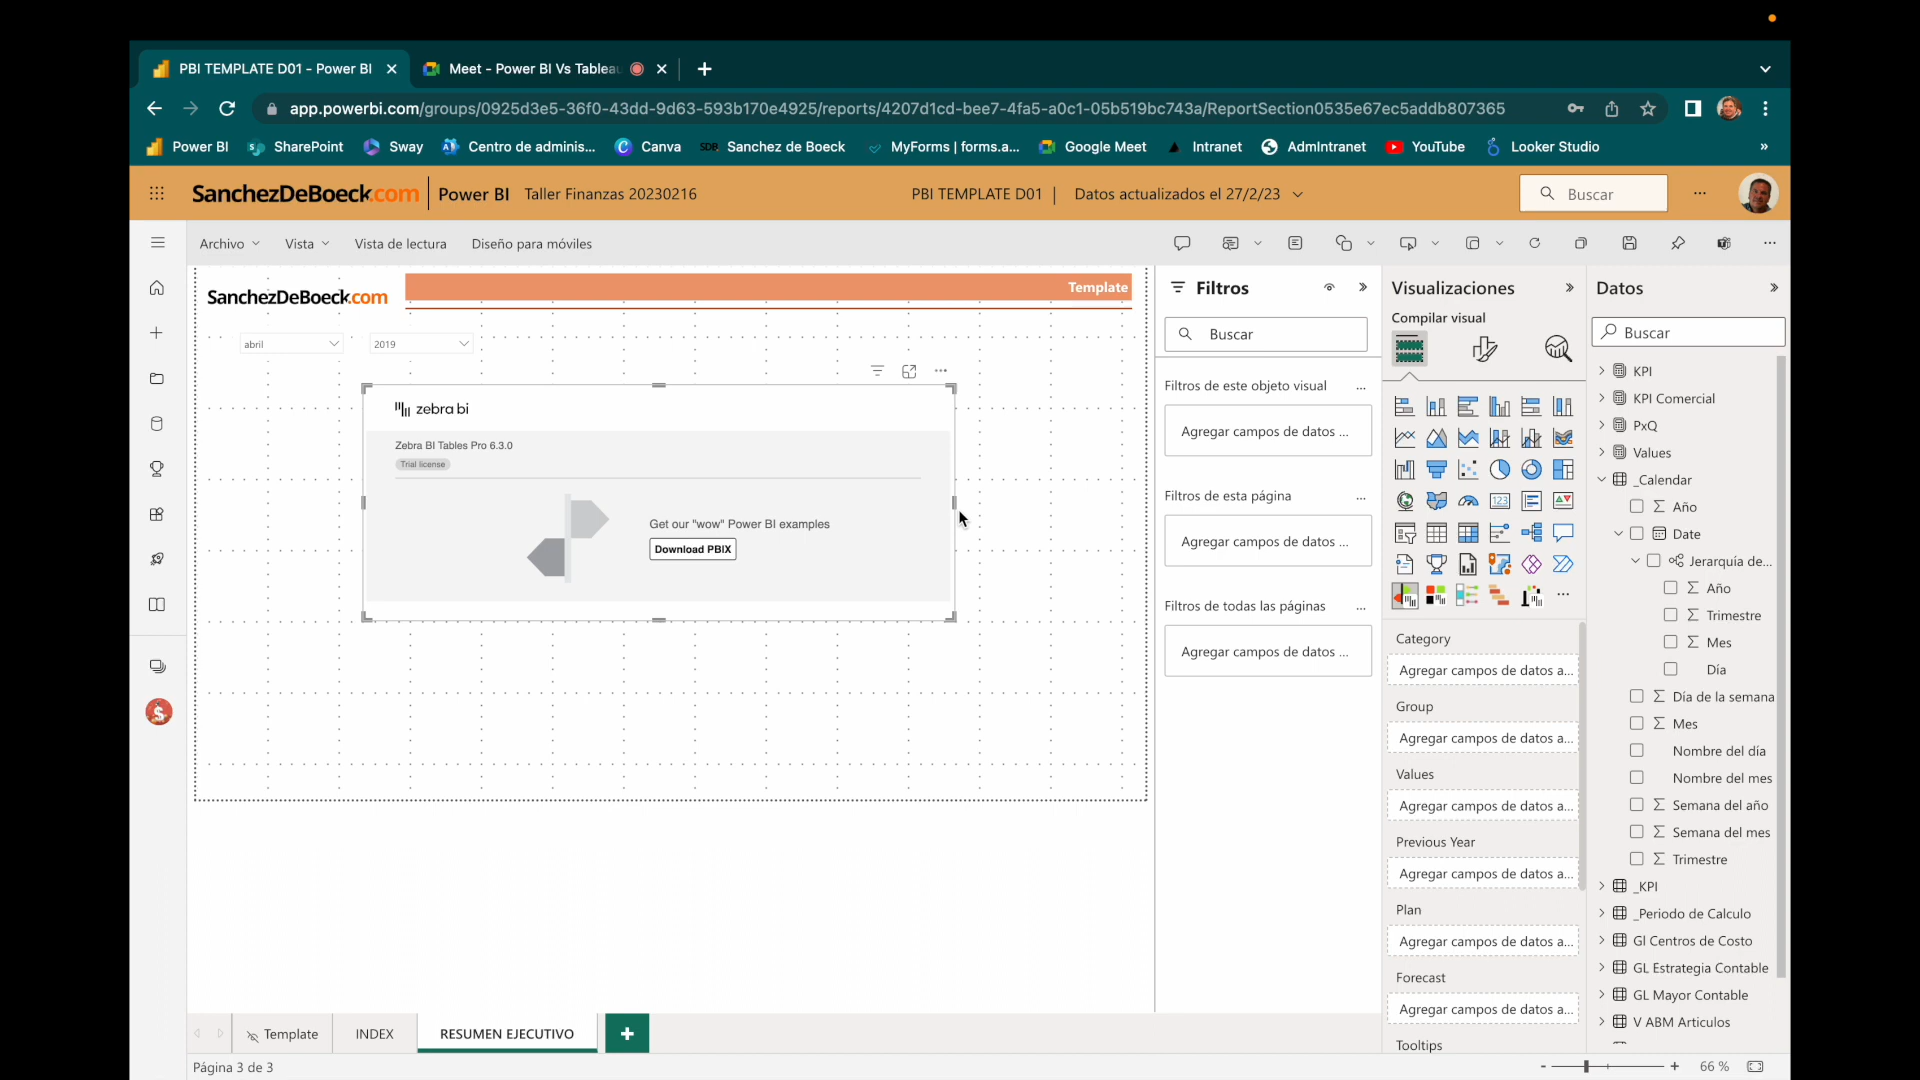 PBI TEMPLATE D01 - Power BI
Meet - Power BI Vs Tableau
app.powerbi.com/groups/0925d3e5-36f0-43dd-9d63-593b170e4925/reports/4207d1cd-bee7-4fa5-a0c1-05b519bc743a/ReportSection0535e67ec5addb807365
Power BI SharePoint Sway Centro de adminis... Canva SDB Sanchez de Boeck MyForms | forms.a... Google Meet Intranet AdmIntranet YouTube Looker Studio »
SanchezDeBoeck.com Power BI Taller Finanzas 20230216 PBI TEMPLATE D01 | Datos actualizados el 27/2/23 Buscar
Archivo Vista Vista de lectura Diseño para móviles
SanchezDeBoeck.com
Template
abril
2019
zebra bi
Zebra BI Tables Pro 6.3.0
Trial license
Get our "wow" Power BI examples
Download PBIX
Filtros
Buscar
Filtros de este objeto visual
Agregar campos de datos ...
Filtros de esta página
Agregar campos de datos ...
Filtros de todas las páginas
Agregar campos de datos ...
Visualizaciones
Compilar visual
123
Category
Agregar campos de datos a...
Group
Agregar campos de datos a...
Values
Agregar campos de datos a...
Previous Year
Agregar campos de datos a...
Plan
Agregar campos de datos a...
Forecast
Agregar campos de datos a...
Tooltips
Datos
Buscar
KPI
KPI Comercial
PxQ
Values
_Calendar
Año
Date
Jerarquía de...
Año
Trimestre
Mes
Día
Día de la semana
Mes
Nombre del día
Nombre del mes
Semana del año
Semana del mes
Trimestre
_KPI
_Periodo de Calculo
Gl Centros de Costo
GL Estrategia Contable
GL Mayor Contable
V ABM Articulos
Template INDEX RESUMEN EJECUTIVO +
Página 3 de 3
- + 66 %